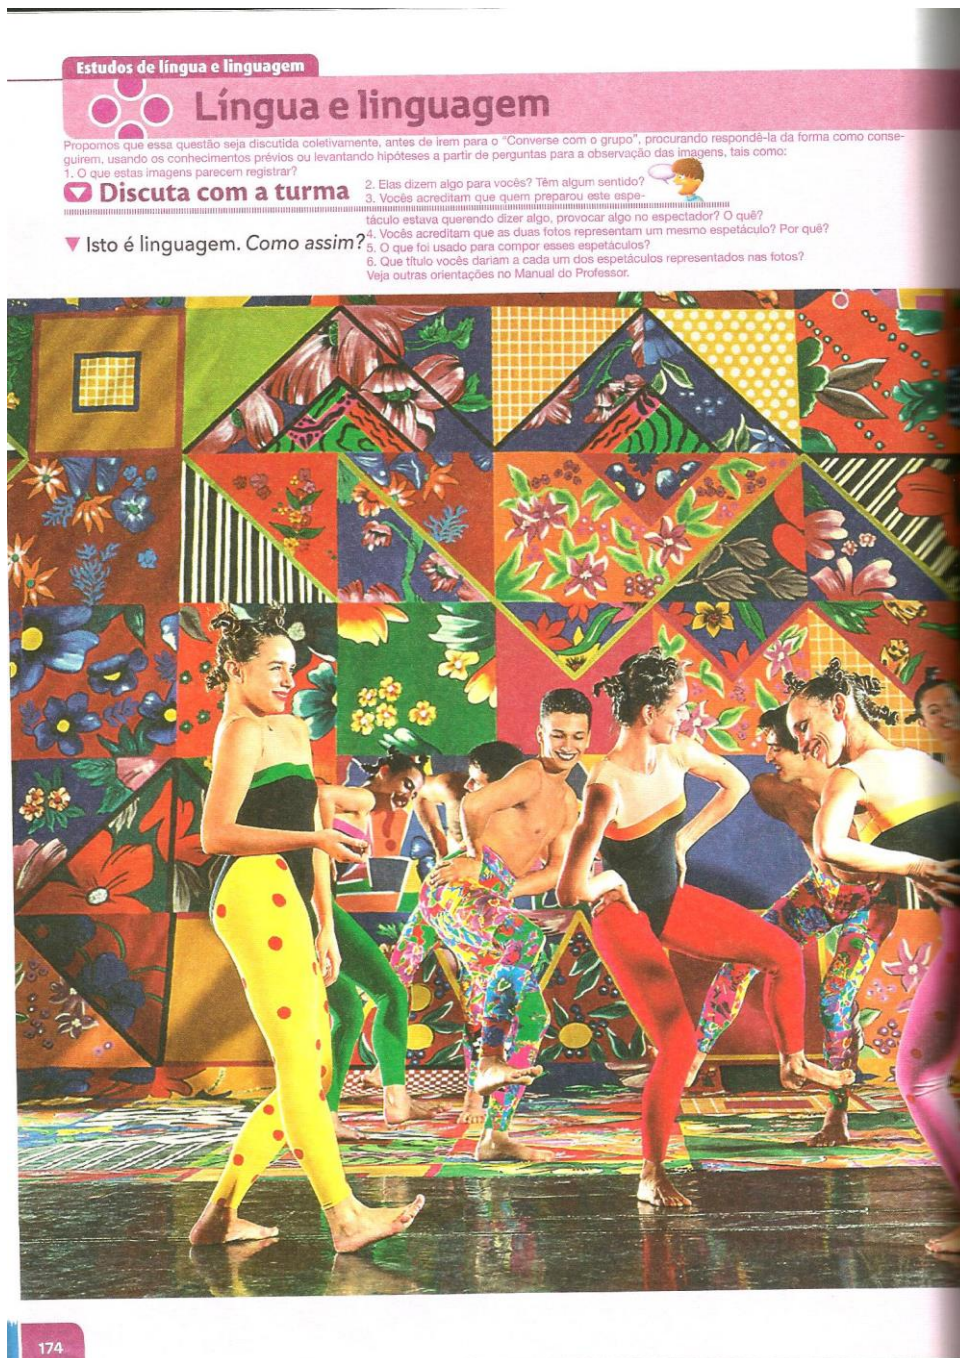 Estudos de língua e linguagem
Língua e linguagem
Propomos que essa questão seja discutida coletivamente, antes de irem para o "Converse com o grupo", procurando respondê-la da forma como conse-
guirem, usando os conhecimentos prévios ou levantando hipóteses a partir de perguntas para a observação das imagens, tais como:
1. O que estas imagens parecem registrar?
Discuta com a turma
2. Elas dizem algo para vocês? Têm algum sentido?
3. Vocês acreditam que quem preparou este espe-
táculo estava querendo dizer algo, provocar algo no espectador? O quê?
Isto é linguagem. Como assim?
4. Vocês acreditam que as duas fotos representam um mesmo espetáculo? Por quê?
5. O que foi usado para compor esses espetáculos?
6. Que título vocês dariam a cada um dos espetáculos representados nas fotos?
Veja outras orientações no Manual do Professor.
174